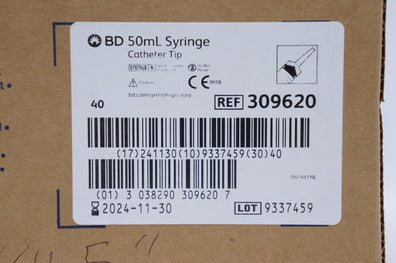 BD 50mL Syringe
Catheter Tip
STERILE R
Caution
40
REF 309620
(17)241130(10)9337459(30)40
(01) 3 038290 309620 7
2024-11-30
LOT 9337459